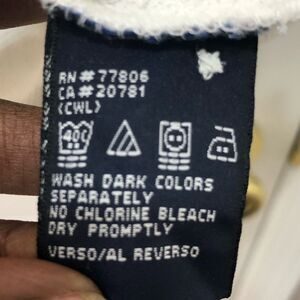 RN#77806
CA#20781
(CWL)
40C
WASH DARK COLORS
SEPARATELY
NO CHLORINE BLEACH
DRY PROMPTLY
VERSO/AL REVERSO